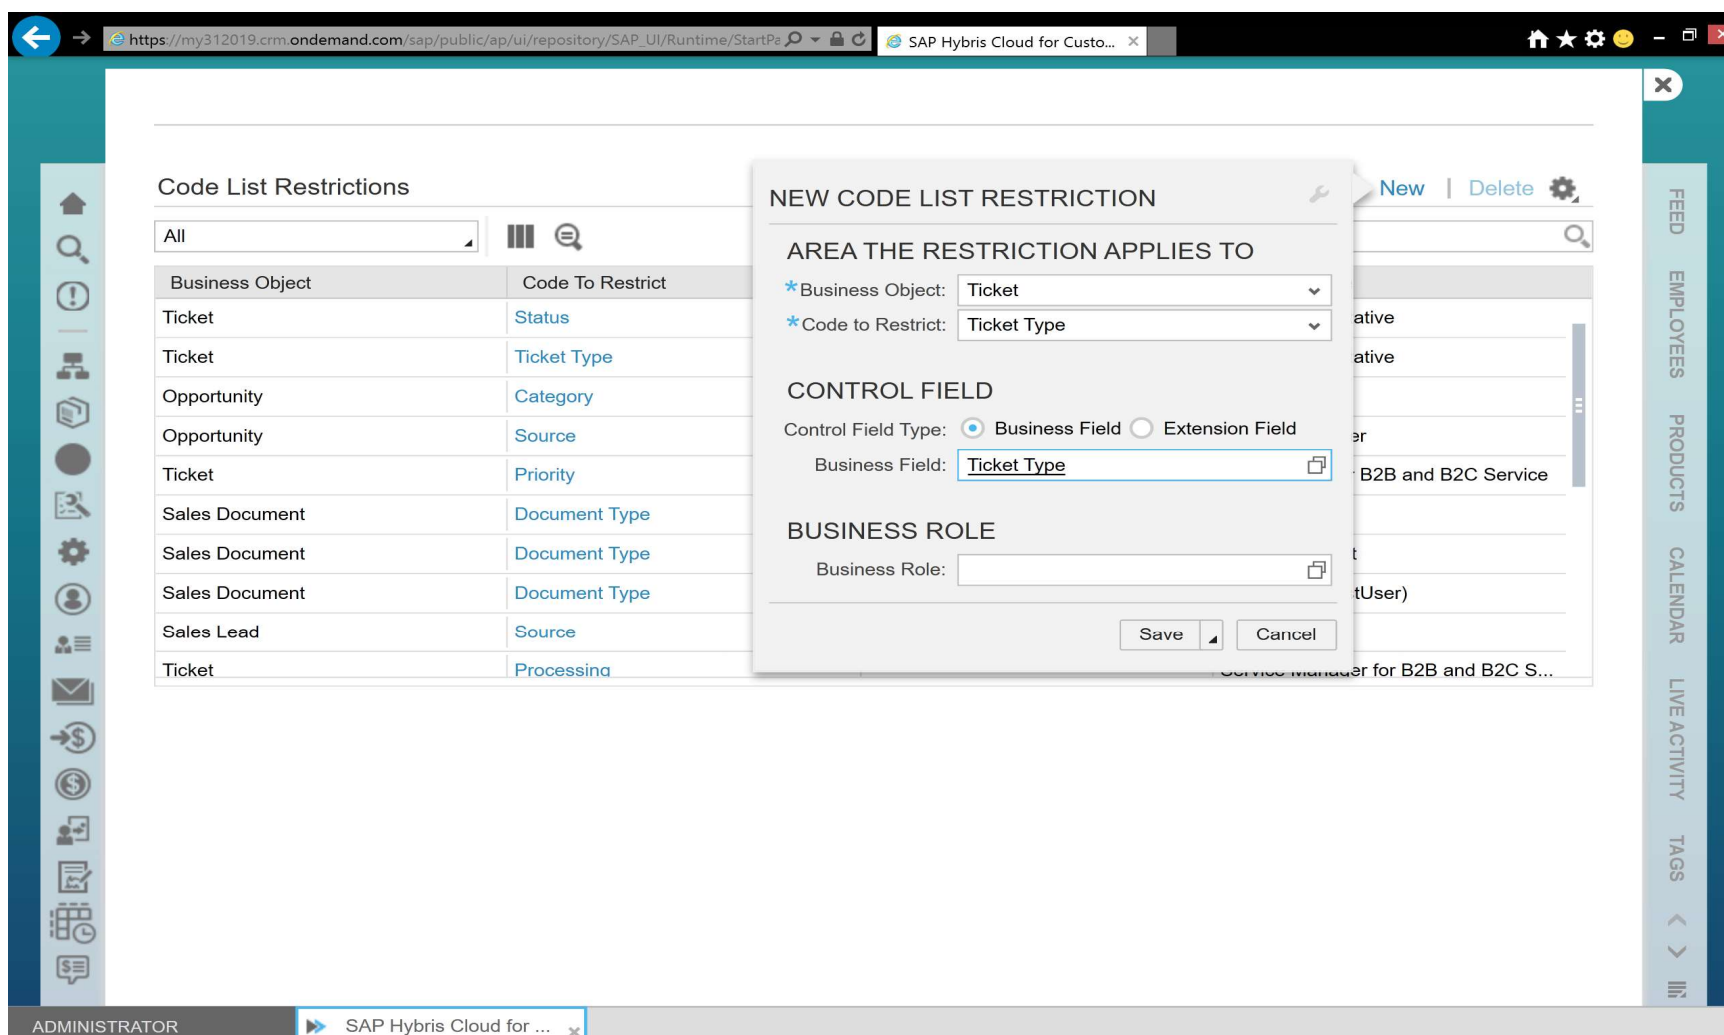 https://my312019.crm.ondemand.com/sap/public/ap/ui/repository/SAP_UI/Runtime/StartPa
SAP Hybris Cloud for Custo...
Code List Restrictions
New | Delete
All
Business Object Code To Restrict
Ticket Status ative
Ticket Ticket Type ative
Opportunity Category
Opportunity Source er
Ticket Priority B2B and B2C Service
Sales Document Document Type
Sales Document Document Type t
Sales Document Document Type tUser)
Sales Lead Source
Ticket Processing Service Manager for B2B and B2C S...
NEW CODE LIST RESTRICTION
AREA THE RESTRICTION APPLIES TO
*Business Object: Ticket
*Code to Restrict: Ticket Type
CONTROL FIELD
Control Field Type: Business Field Extension Field
Business Field: Ticket Type
BUSINESS ROLE
Business Role:
Save Cancel
FEED
EMPLOYEES
PRODUCTS
CALENDAR
LIVE ACTIVITY
TAGS
ADMINISTRATOR
SAP Hybris Cloud for ...